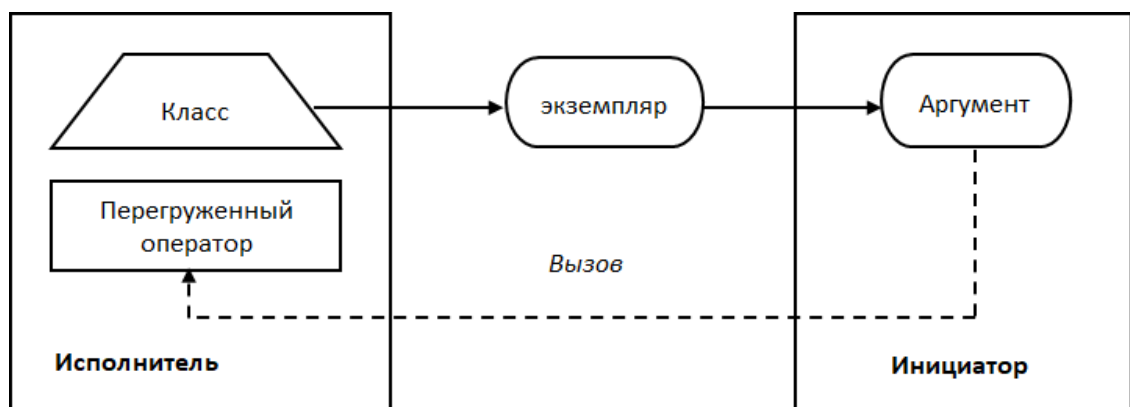 Класс
экземпляр
Аргумент
Перегруженный
оператор
Вызов
Исполнитель
Инициатор